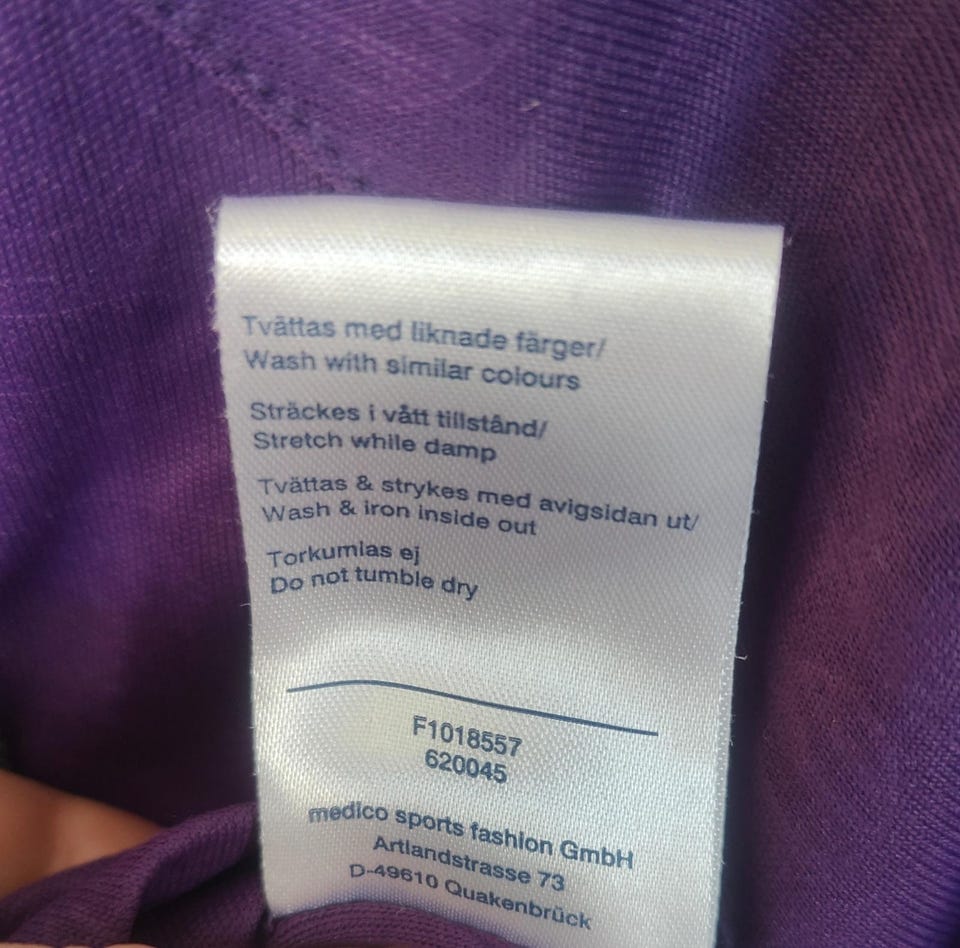 Tvättas med liknade färger/
Wash with similar colours
Sträckes i vått tillstånd/
Stretch while damp
Tvättas & strykes med avigsidan ut/
Wash & iron inside out
Torkumlas ej
Do not tumble dry
F1018557
620045
medico sports fashion GmbH
Artlandstrasse 73
D-49610 Quakenbrück